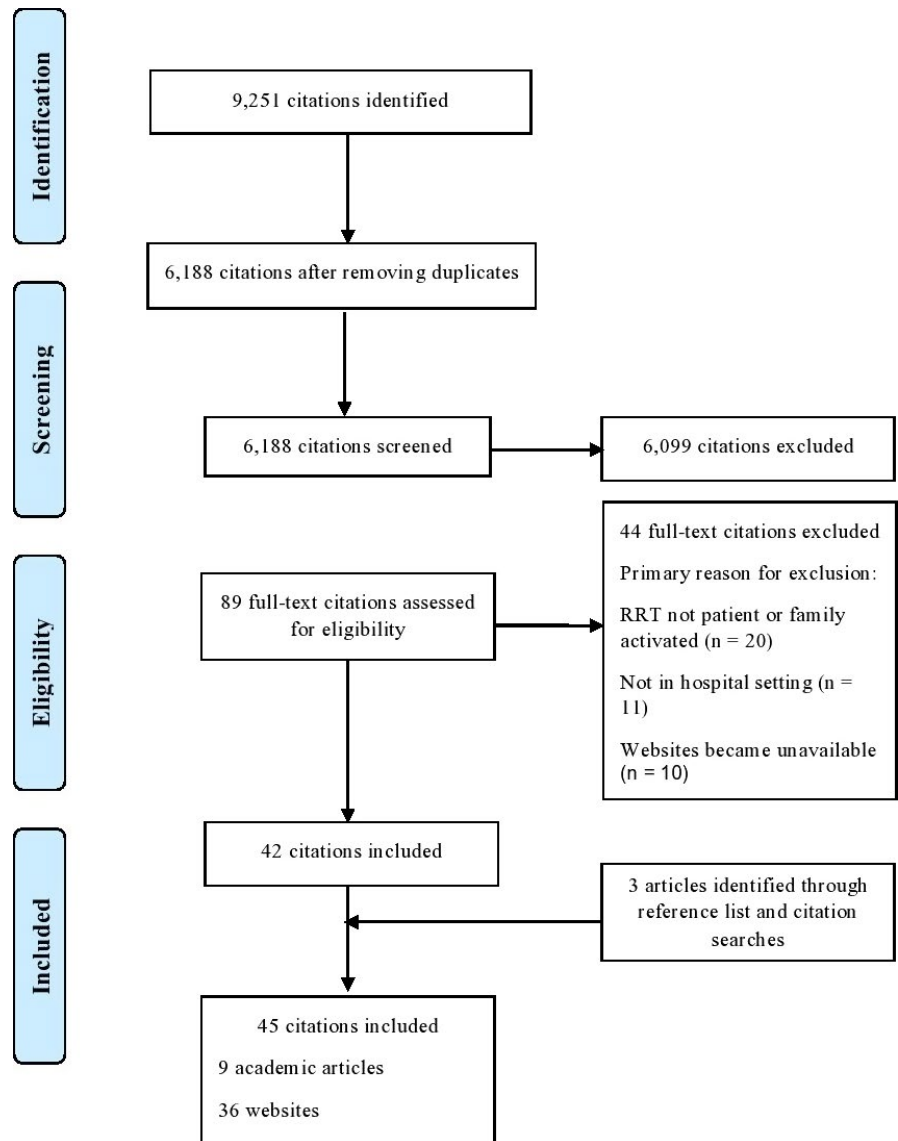 Identification
9,251 citations identified
6,188 citations after removing duplicates
Screening
6,188 citations screened
6,099 citations excluded
Eligibility
89 full-text citations assessed
for eligibility
44 full-text citations excluded
Primary reason for exclusion:
RRT not patient or family
activated (n = 20)
Not in hospital setting (n =
11)
Websites became unavailable
(n = 10)
Included
42 citations included
3 articles identified through
reference list and citation
searches
45 citations included
9 academic articles
36 websites